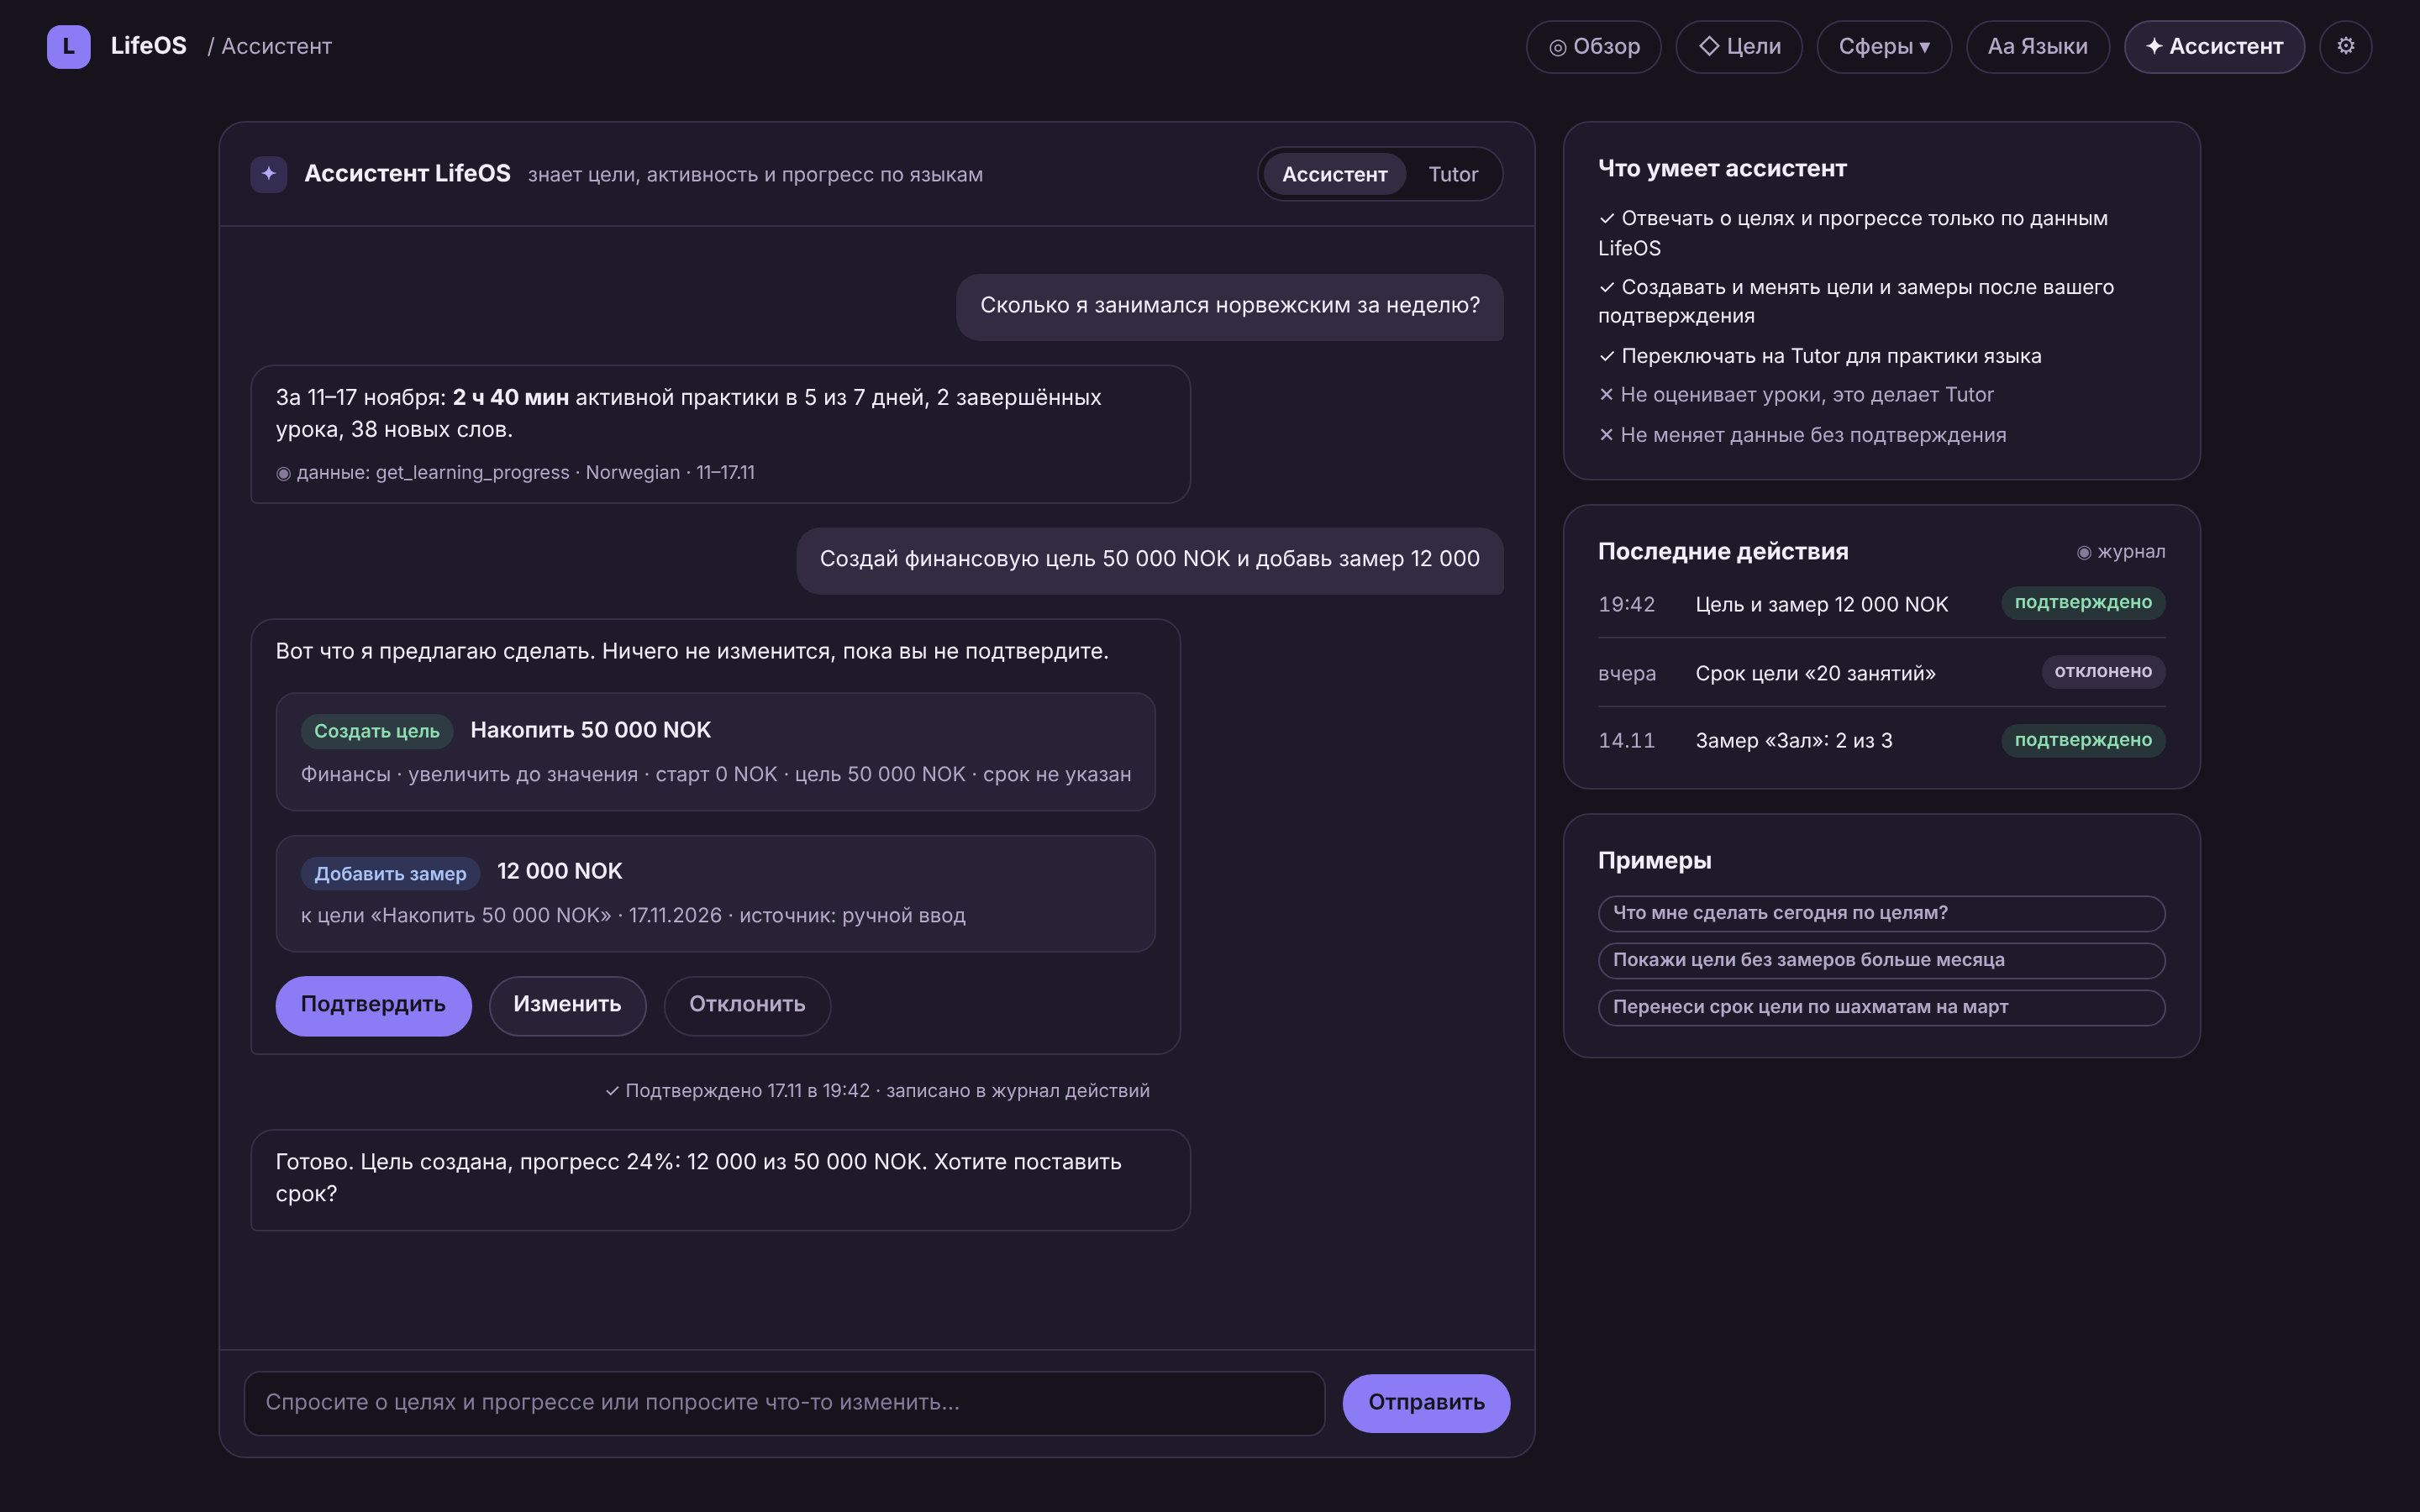 L LifeOS / Ассистент
◎ Обзор
◇ Цели
Сферы ▾
Aa Языки
✦ Ассистент
⚙
✦ Ассистент LifeOS знает цели, активность и прогресс по языкам
Ассистент Tutor
Сколько я занимался норвежским за неделю?
За 11–17 ноября: 2 ч 40 мин активной практики в 5 из 7 дней, 2 завершённых
урока, 38 новых слов.
◉ данные: get_learning_progress · Norwegian · 11–17.11
Создай финансовую цель 50 000 NOK и добавь замер 12 000
Вот что я предлагаю сделать. Ничего не изменится, пока вы не подтвердите.
Создать цель Накопить 50 000 NOK
Финансы · увеличить до значения · старт 0 NOK · цель 50 000 NOK · срок не указан
Добавить замер 12 000 NOK
к цели «Накопить 50 000 NOK» · 17.11.2026 · источник: ручной ввод
Подтвердить Изменить Отклонить
✓ Подтверждено 17.11 в 19:42 · записано в журнал действий
Готово. Цель создана, прогресс 24%: 12 000 из 50 000 NOK. Хотите поставить
срок?
Спросите о целях и прогрессе или попросите что-то изменить...
Отправить
Что умеет ассистент
✓ Отвечать о целях и прогрессе только по данным
LifeOS
✓ Создавать и менять цели и замеры после вашего
подтверждения
✓ Переключать на Tutor для практики языка
✕ Не оценивает уроки, это делает Tutor
✕ Не меняет данные без подтверждения
Последние действия ◉ журнал
19:42 Цель и замер 12 000 NOK подтверждено
вчера Срок цели «20 занятий» отклонено
14.11 Замер «Зал»: 2 из 3 подтверждено
Примеры
Что мне сделать сегодня по целям?
Покажи цели без замеров больше месяца
Перенеси срок цели по шахматам на март